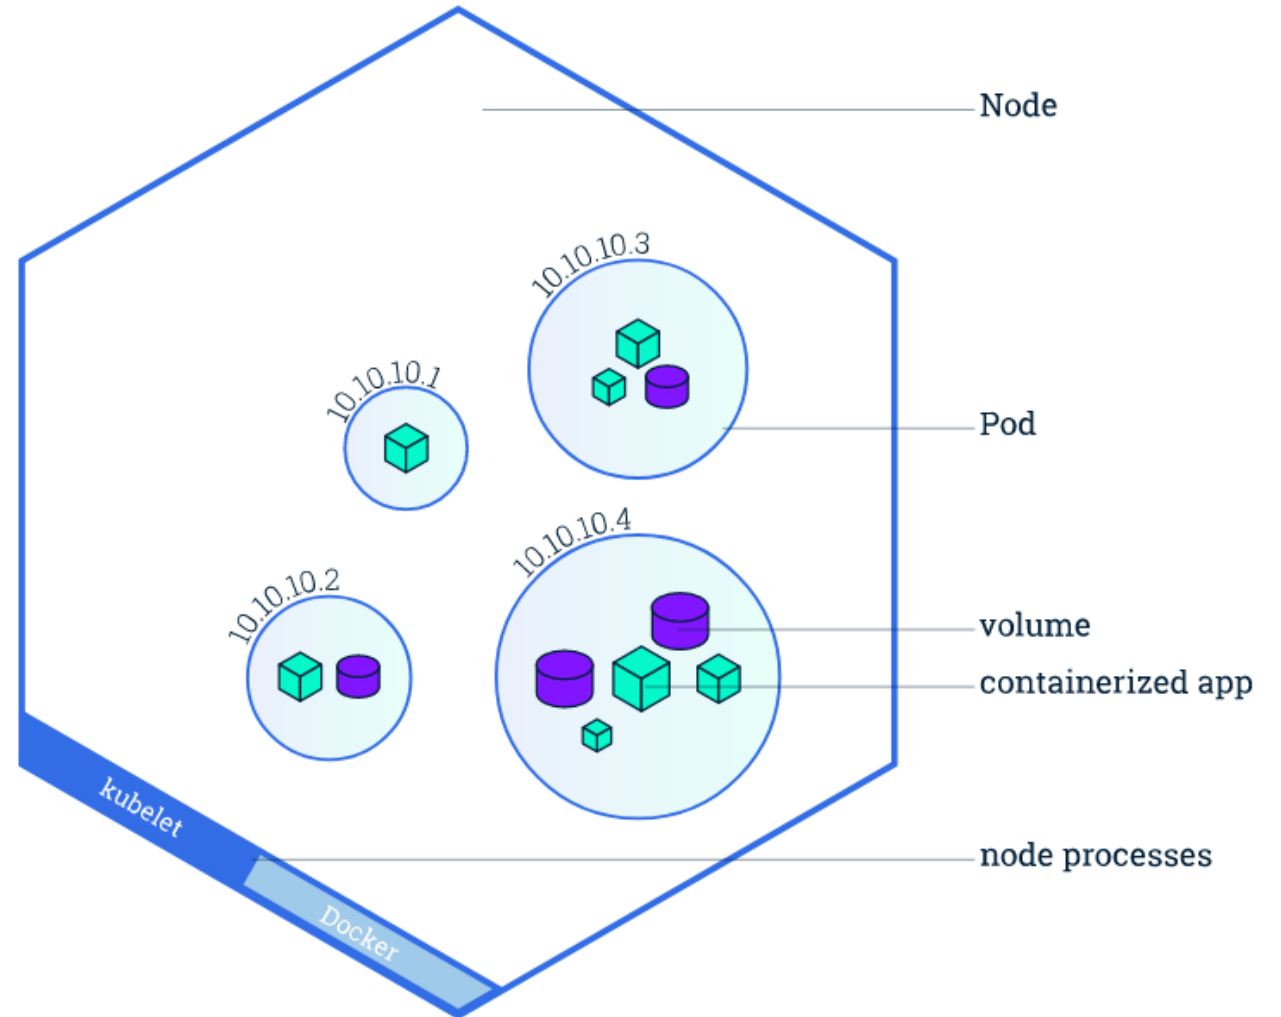 Node
10.10.10.3
10.10.10.1
Pod
10.10.10.4
10.10.10.2
volume
containerized app
kubelet
node processes
Docker